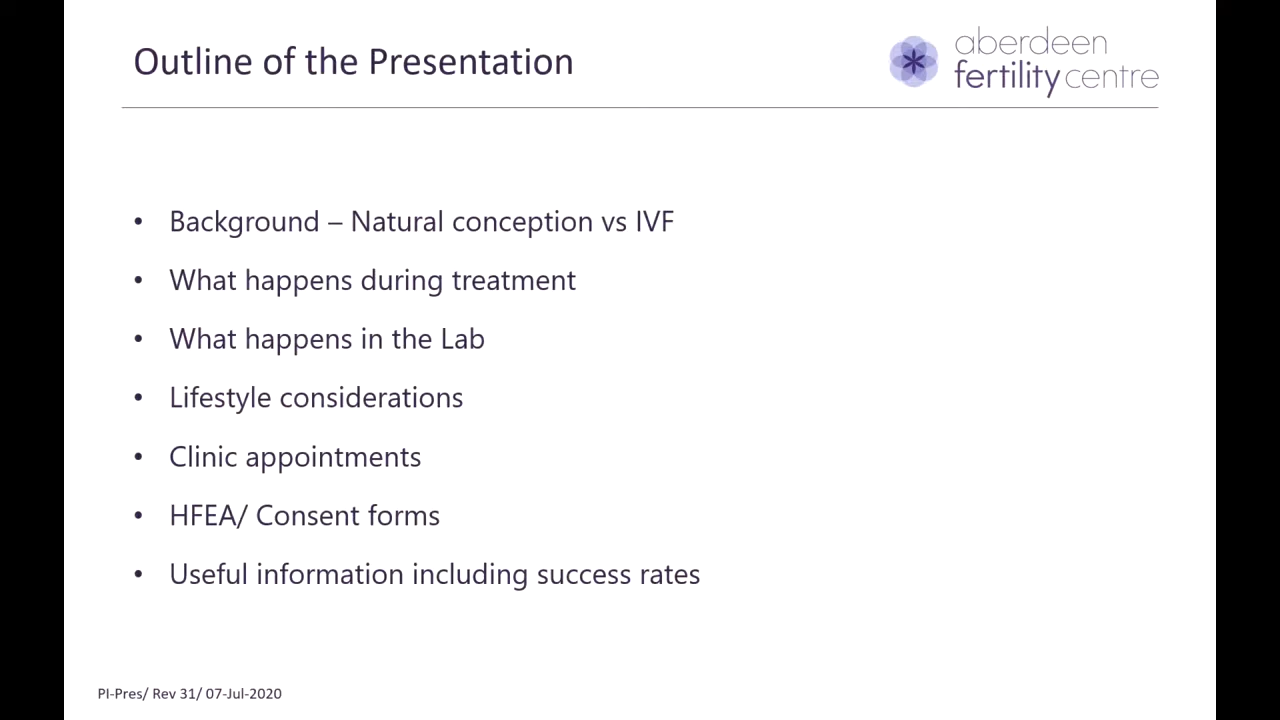 Outline of the Presentation
aberdeen
fertility centre
• Background – Natural conception vs IVF
• What happens during treatment
• What happens in the Lab
• Lifestyle considerations
• Clinic appointments
• HFEA/ Consent forms
• Useful information including success rates
PI-Pres/ Rev 31/ 07-Jul-2020